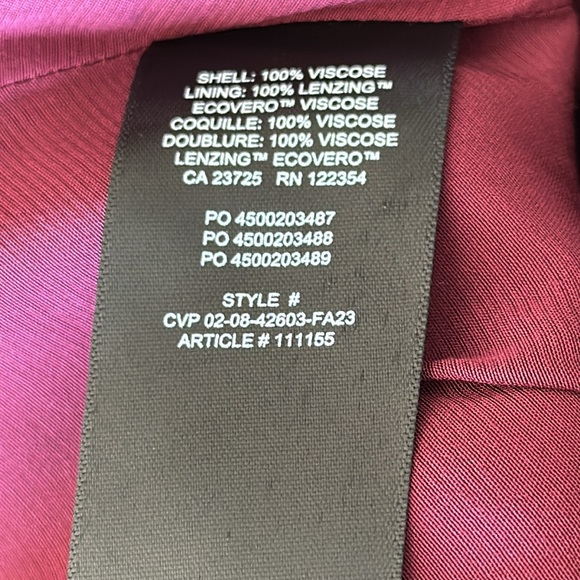 SHELL: 100% VISCOSE
LINING: 100% LENZING™
ECOVERO™ VISCOSE
COQUILLE: 100% VISCOSE
DOUBLURE: 100% VISCOSE
LENZING™ ECOVERO™
CA 23725 RN 122354
PO 4500203487
PO 4500203488
PO 4500203489
STYLE #
CVP 02-08-42603-FA23
ARTICLE # 111155